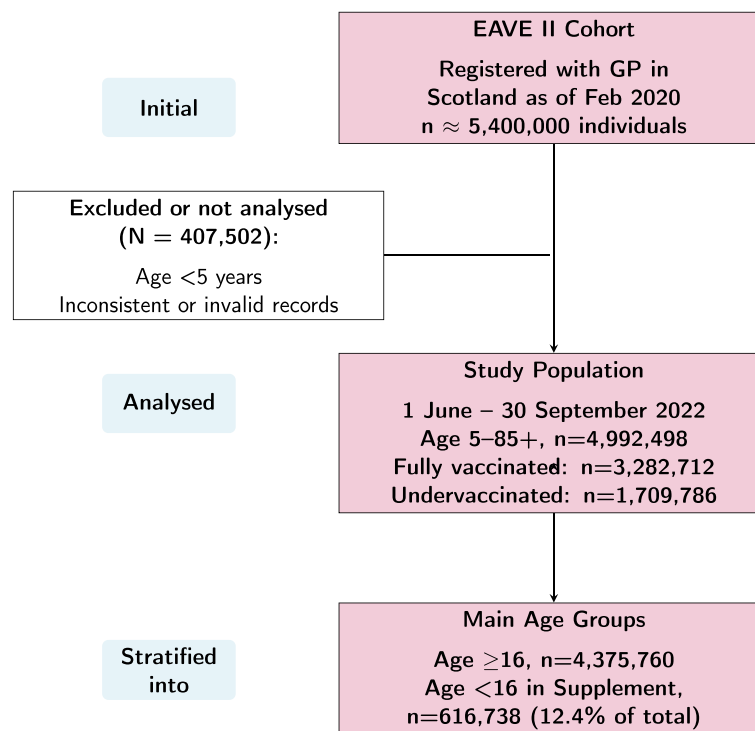 EAVE II Cohort
Registered with GP in
Scotland as of Feb 2020
n ≈ 5,400,000 individuals
Initial
Excluded or not analysed
(N = 407,502):
Age <5 years
Inconsistent or invalid records
Study Population
1 June – 30 September 2022
Age 5–85+, n=4,992,498
Fully vaccinated: n=3,282,712
Undervaccinated: n=1,709,786
Analysed
Main Age Groups
Age ≥16, n=4,375,760
Age <16 in Supplement,
n=616,738 (12.4% of total)
Stratified
into